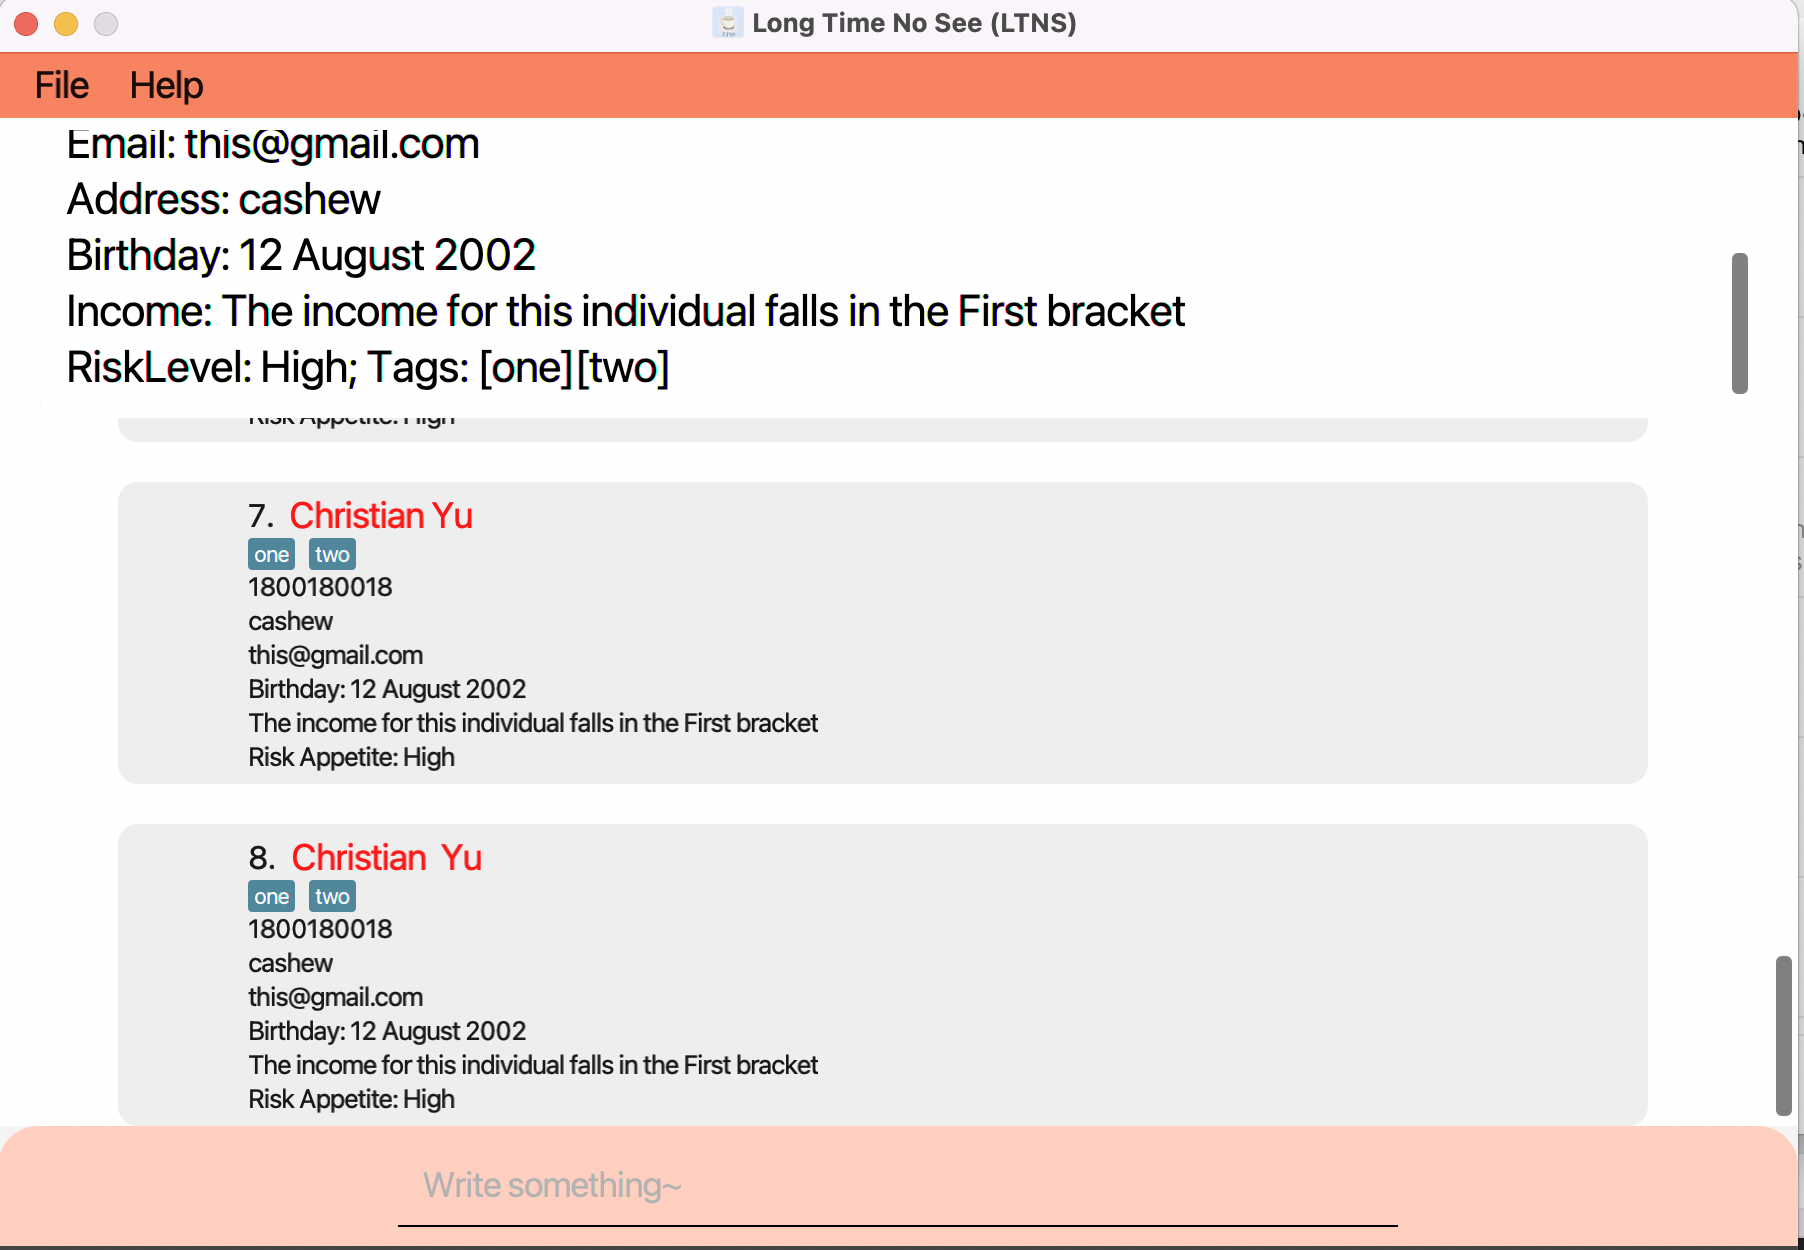 Long Time No See (LTNS)
File Help
Email: this@gmail.com
Address: cashew
Birthday: 12 August 2002
Income: The income for this individual falls in the First bracket
RiskLevel: High; Tags: [one][two]
Risk Appetite: High
7. Christian Yu
one two
1800180018
cashew
this@gmail.com
Birthday: 12 August 2002
The income for this individual falls in the First bracket
Risk Appetite: High
8. Christian  Yu
one two
1800180018
cashew
this@gmail.com
Birthday: 12 August 2002
The income for this individual falls in the First bracket
Risk Appetite: High
Write something~